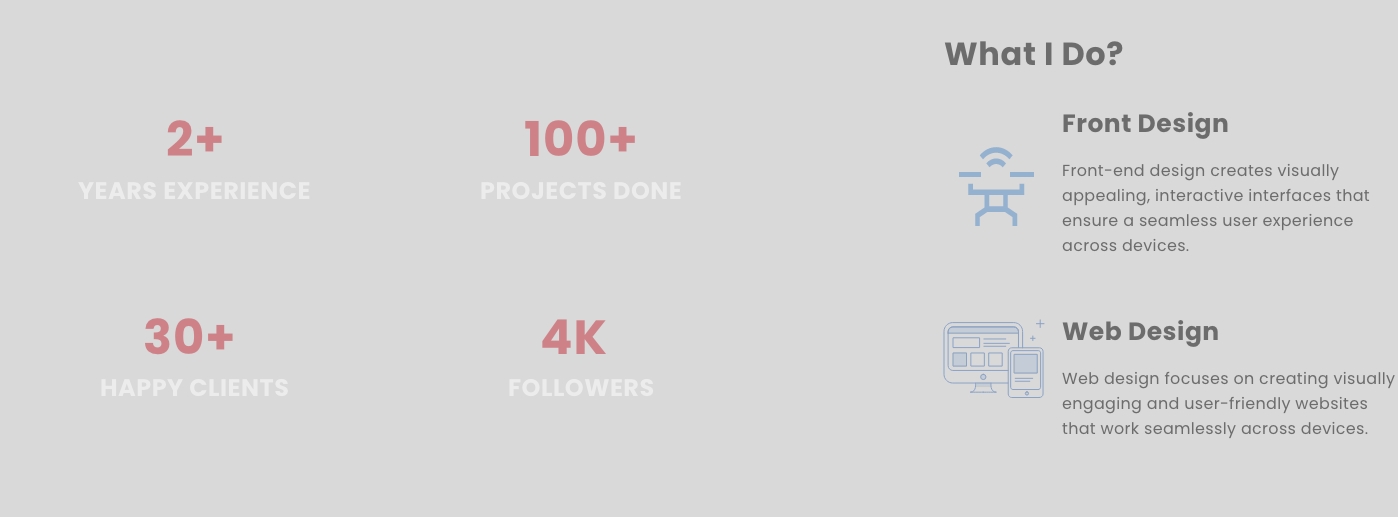 2+
YEARS EXPERIENCE
100+
PROJECTS DONE
30+
HAPPY CLIENTS
4K
FOLLOWERS
What I Do?
Front Design
Front-end design creates visually
appealing, interactive interfaces that
ensure a seamless user experience
across devices.
Web Design
Web design focuses on creating visually
engaging and user-friendly websites
that work seamlessly across devices.